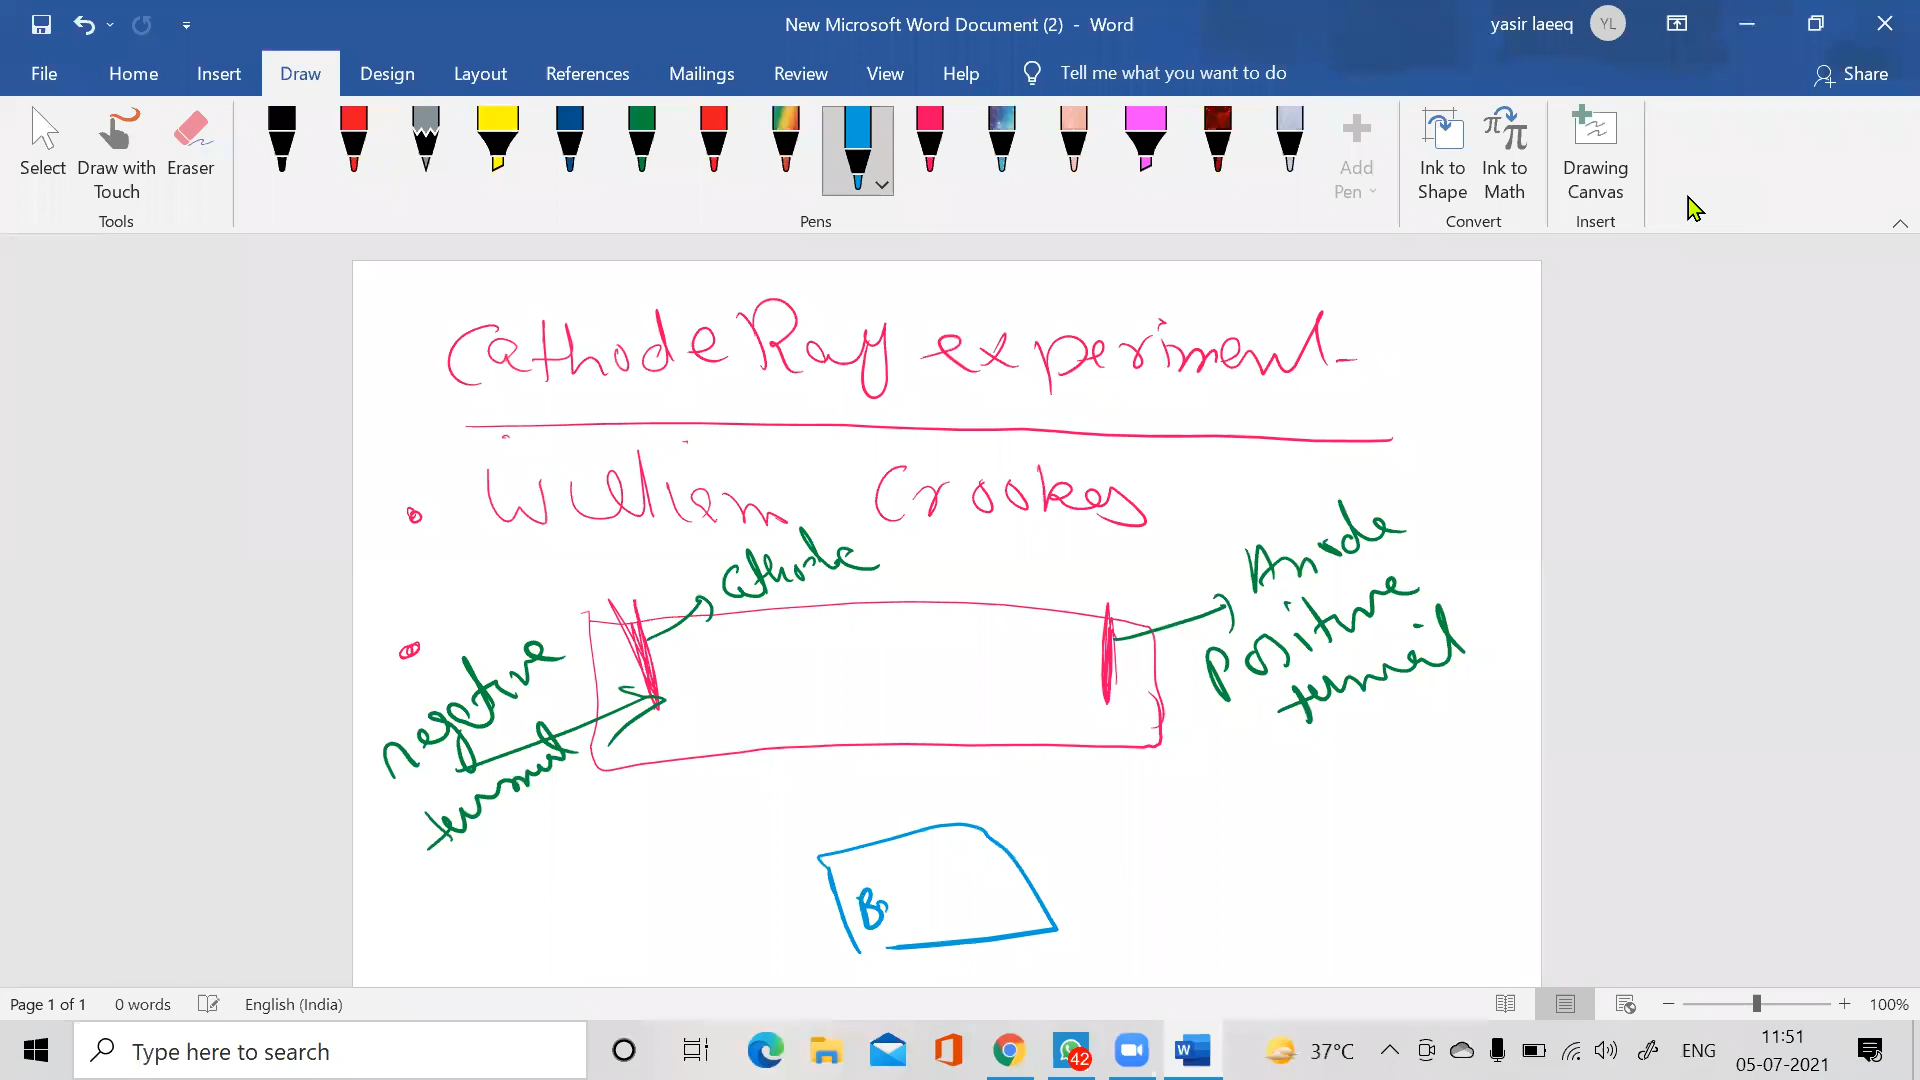 New Microsoft Word Document (2) - Word
yasir laeeq YL
File Home Insert Draw Design Layout References Mailings Review View Help Tell me what you want to do Share
Select Draw with Touch Eraser
Tools
Pens
Add Pen
Ink to Shape Ink to Math
Convert
Drawing Canvas
Insert
Cathode Ray experiment
William Crookes
Cathode
Anode
positive
negative
B
Page 1 of 1 0 words English (India) 100%
Type here to search
42
37°C ENG
11:51
05-07-2021